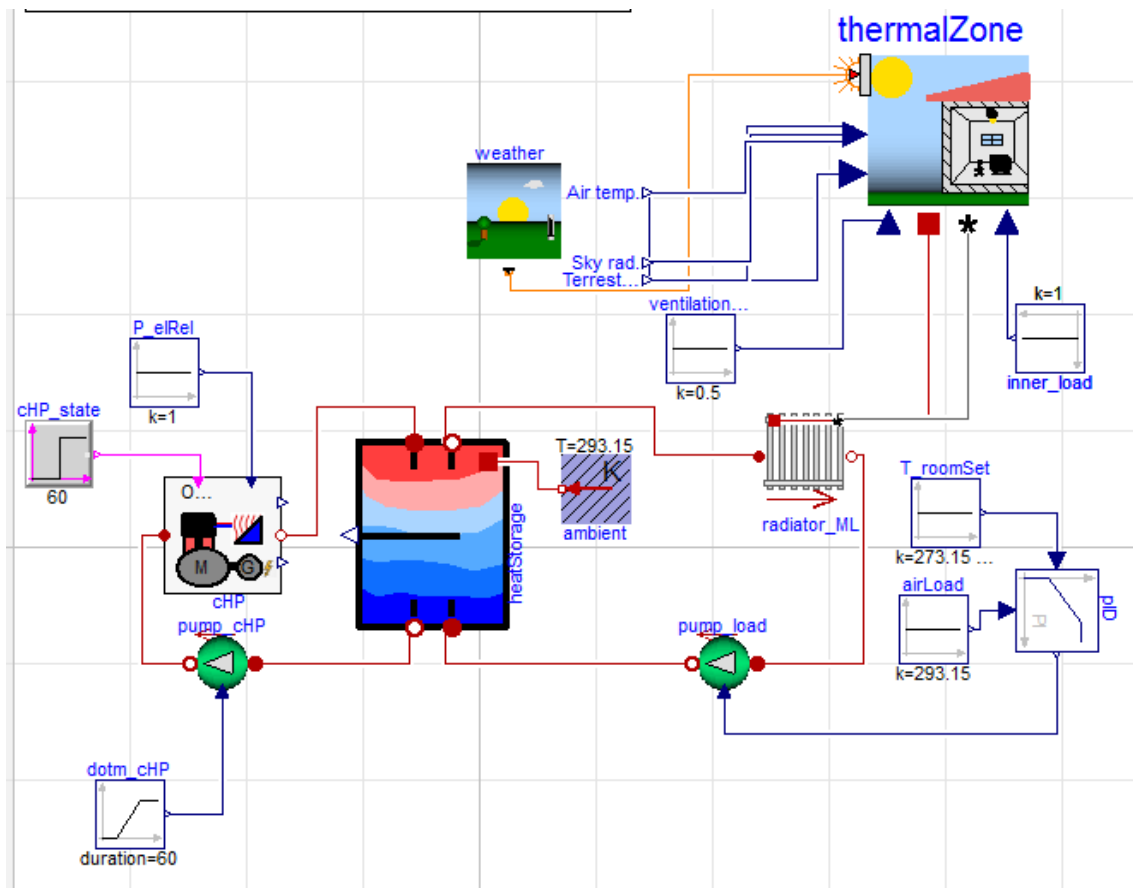 thermalZone
weather
Air temp.
Sky rad.
Terrest...
ventilation...
k=0.5
k=1
inner_load
P_elRel
k=1
cHP_state
60
O...
M
G
cHP
heatStorage
T=293.15
K
ambient
radiator_ML
T_roomSet
k=273.15 ...
airLoad
k=293.15
PI
pID
pump_cHP
pump_load
dotm_cHP
duration=60